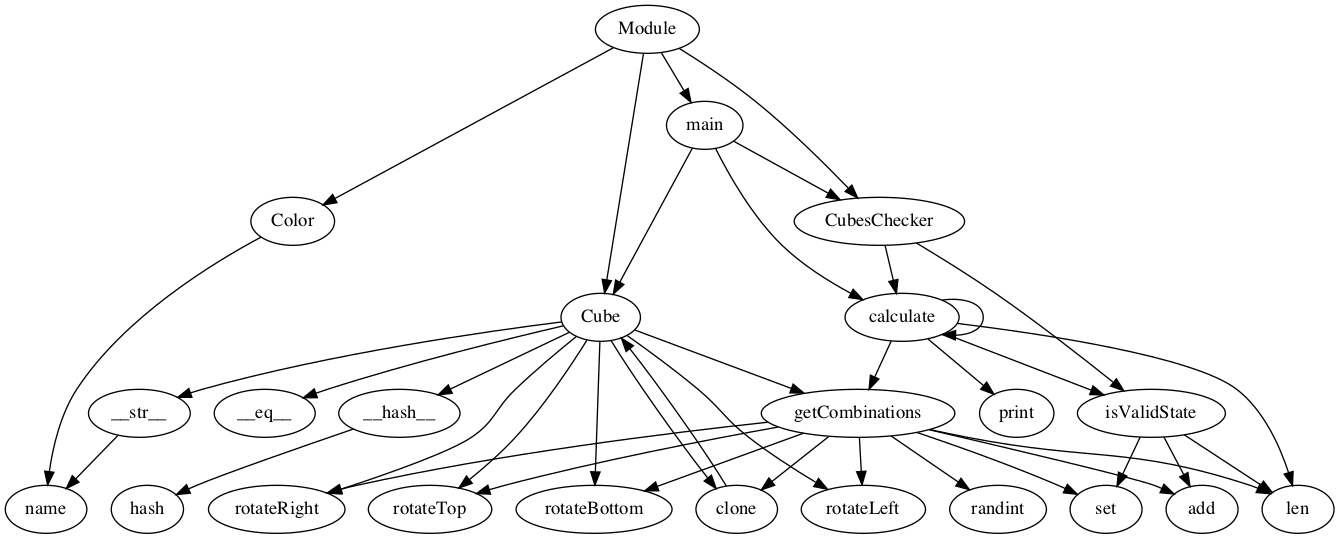 Module
main
Color
CubesChecker
Cube
calculate
__str__
__eq__
__hash__
getCombinations
print
isValidState
name
hash
rotateRight
rotateTop
rotateBottom
clone
rotateLeft
randint
set
add
len